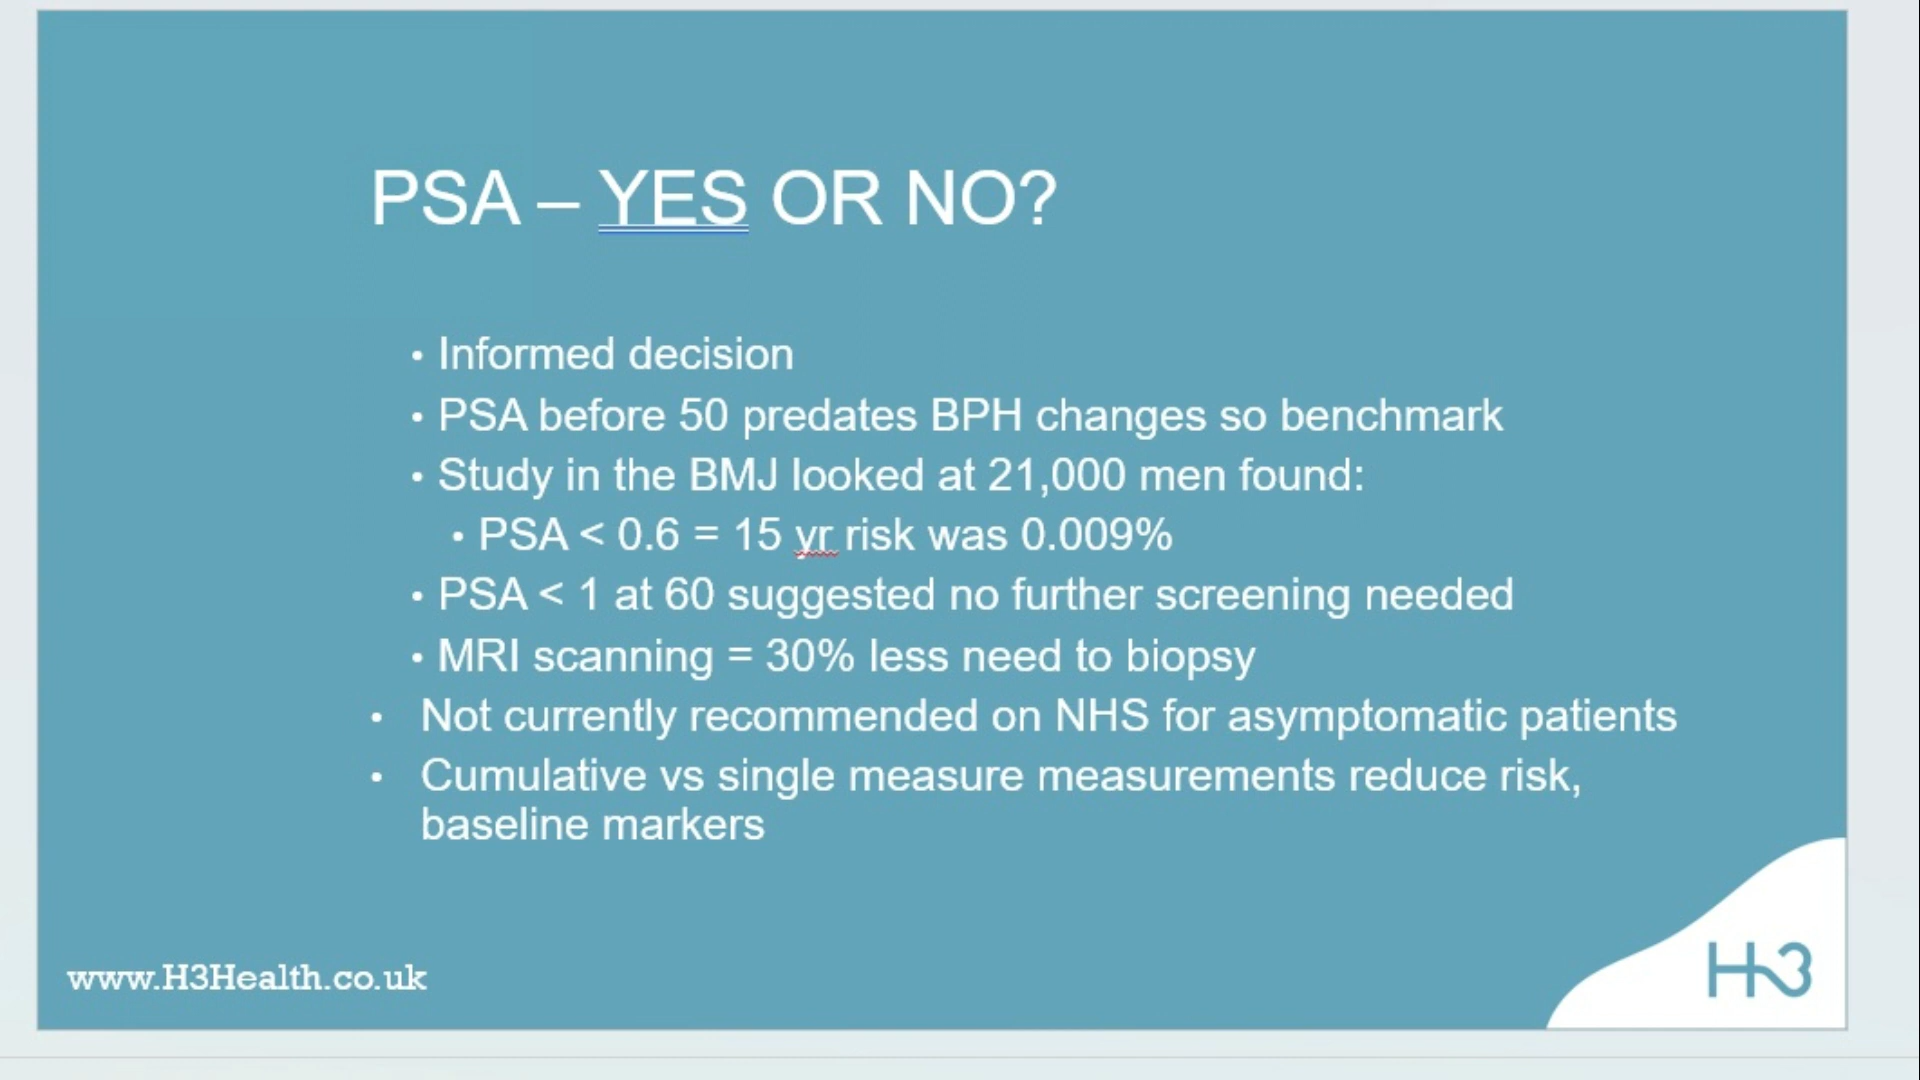 PSA – YES OR NO?
• Informed decision
• PSA before 50 predates BPH changes so benchmark
• Study in the BMJ looked at 21,000 men found:
• PSA < 0.6 = 15 yr risk was 0.009%
• PSA < 1 at 60 suggested no further screening needed
• MRI scanning = 30% less need to biopsy
• Not currently recommended on NHS for asymptomatic patients
• Cumulative vs single measure measurements reduce risk,
baseline markers
www.H3Health.co.uk
H3